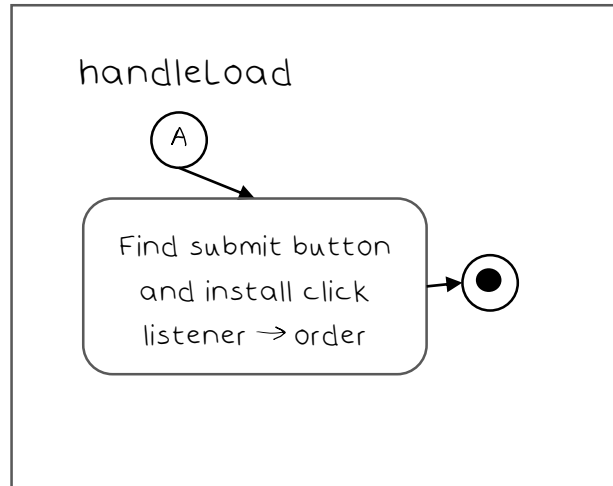 handleLoad
A
Find submit button
and install click
listener → order